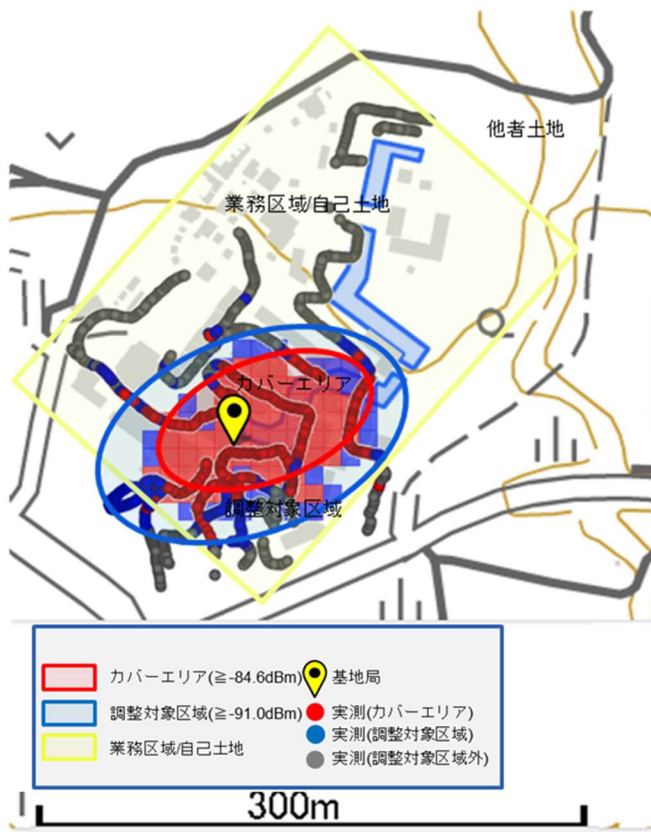 他者土地
業務区域/自己土地
カバーエリア
調整対象区域
カバーエリア(≧-84.6dBm)
基地局
調整対象区域(≧-91.0dBm)
実測(カバーエリア)
実測(調整対象区域)
業務区域/自己土地
実測(調整対象区域外)
300m